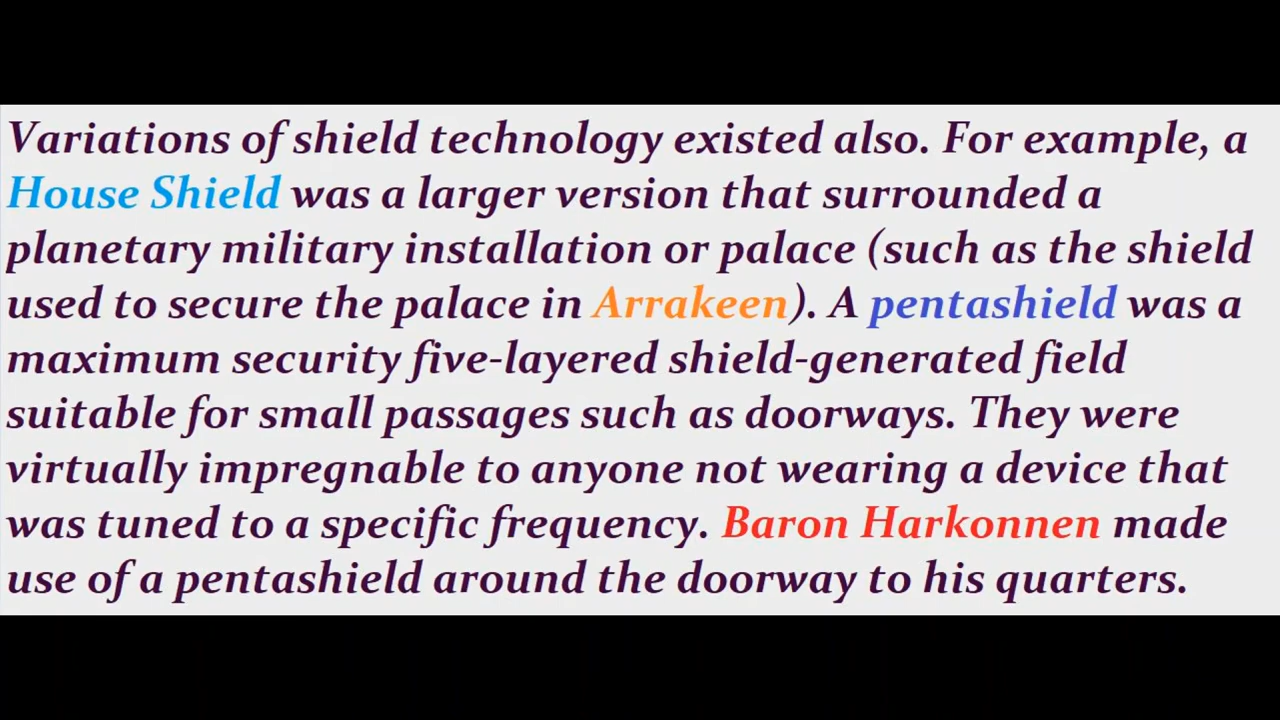 Variations of shield technology existed also. For example, a
House Shield was a larger version that surrounded a
planetary military installation or palace (such as the shield
used to secure the palace in Arrakeen). A pentashield was a
maximum security five-layered shield-generated field
suitable for small passages such as doorways. They were
virtually impregnable to anyone not wearing a device that
was tuned to a specific frequency. Baron Harkonnen made
use of a pentashield around the doorway to his quarters.